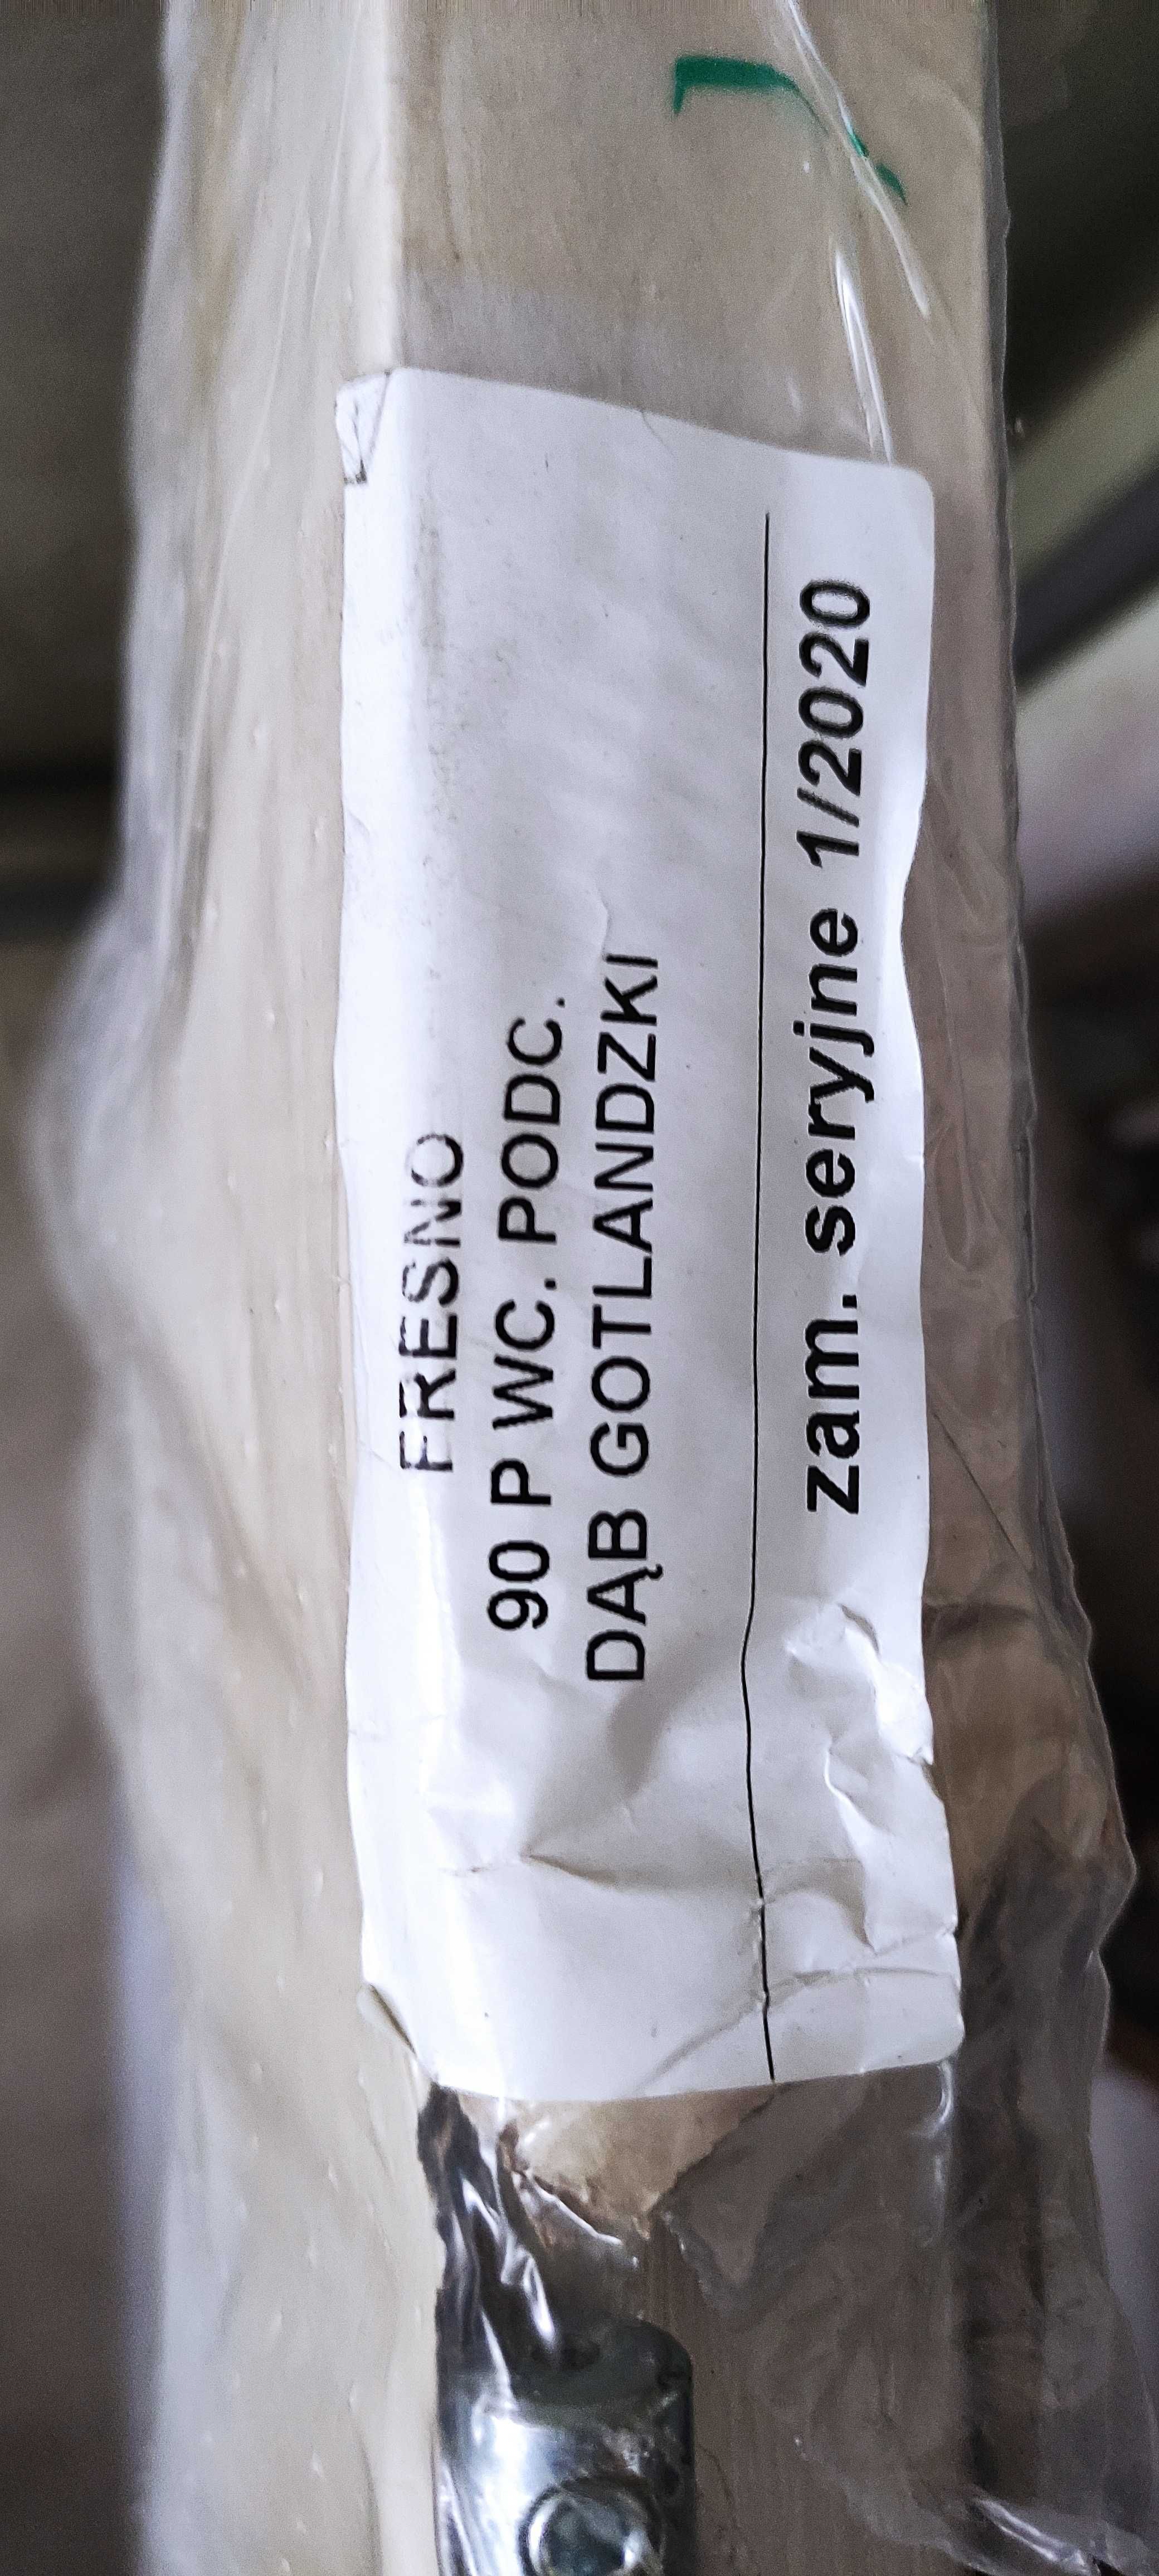 FRESNO
90 P WC. PODC.
DĄB GOTLANDZKI
zam. seryjne 1/2020